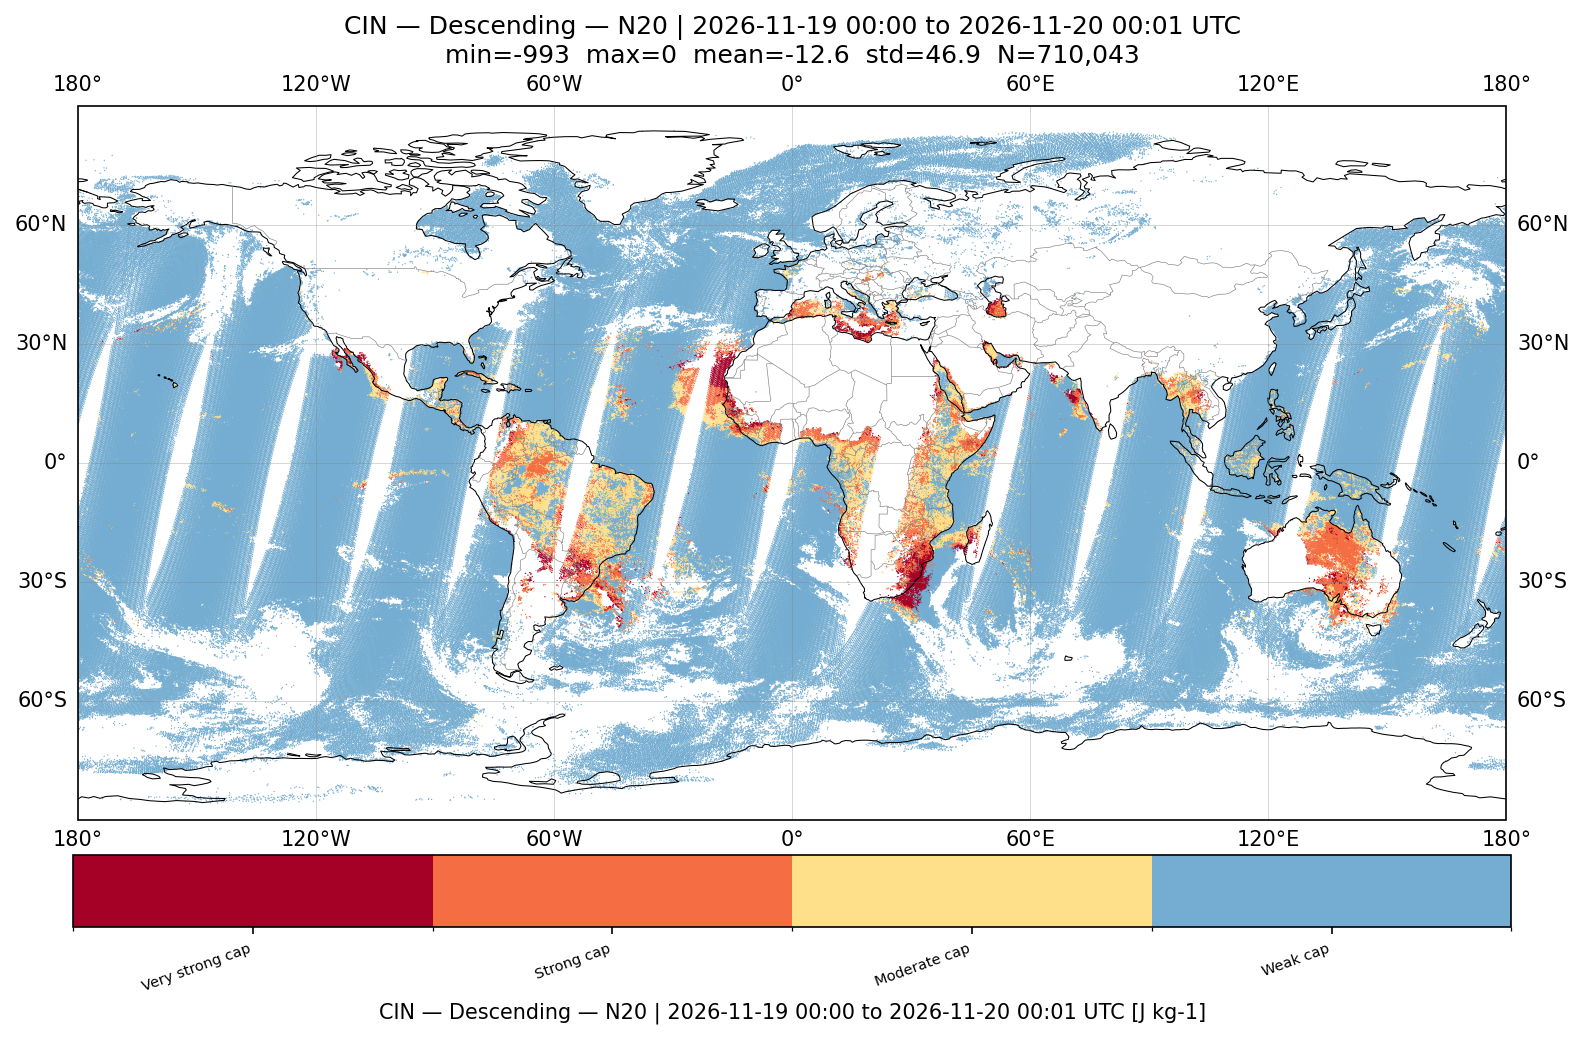 CIN — Descending — N20 | 2026-11-19 00:00 to 2026-11-20 00:01 UTC
min=-993 max=0 mean=-12.6 std=46.9 N=710,043
180° 120°W 60°W 0° 60°E 120°E 180°
60°N 60°N
30°N 30°N
0° 0°
30°S 30°S
60°S 60°S
180° 120°W 60°W 0° 60°E 120°E 180°
Very strong cap Strong cap Moderate cap Weak cap
CIN — Descending — N20 | 2026-11-19 00:00 to 2026-11-20 00:01 UTC [J kg-1]